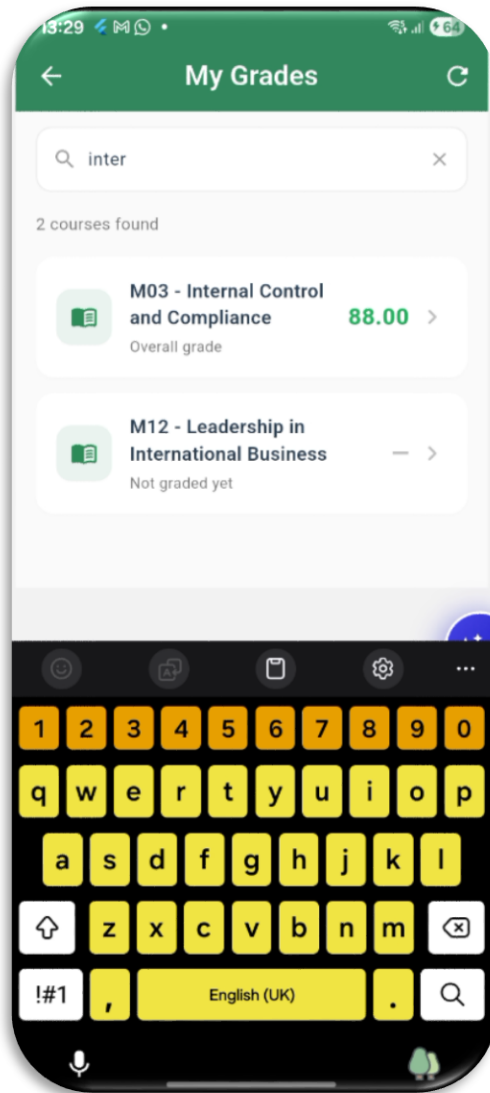 13:29 64
My Grades
inter
2 courses found
M03 - Internal Control
and Compliance
88.00
Overall grade
M12 - Leadership in
International Business
—
Not graded yet
1 2 3 4 5 6 7 8 9 0
q w e r t y u i o p
a s d f g h j k l
z x c v b n m
!#1 , English (UK) .